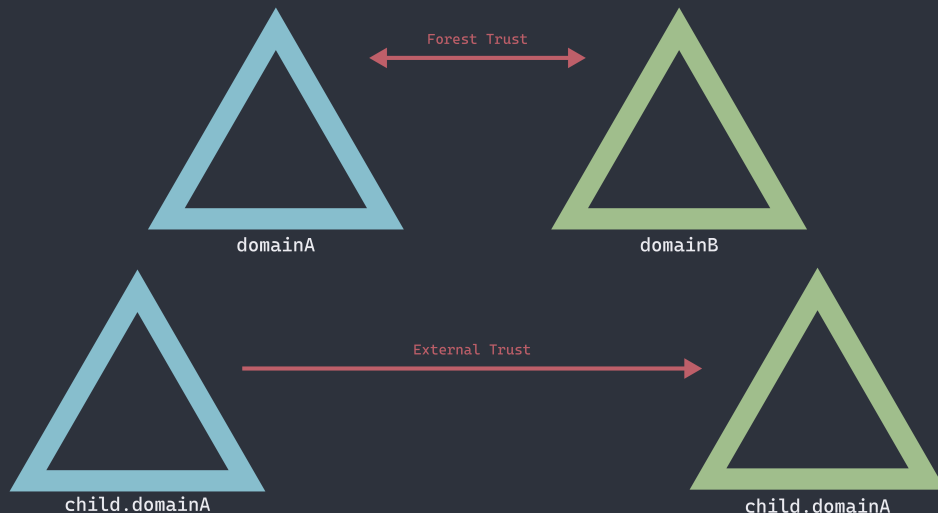 Forest Trust
domainA
domainB
External Trust
child.domainA
child.domainA